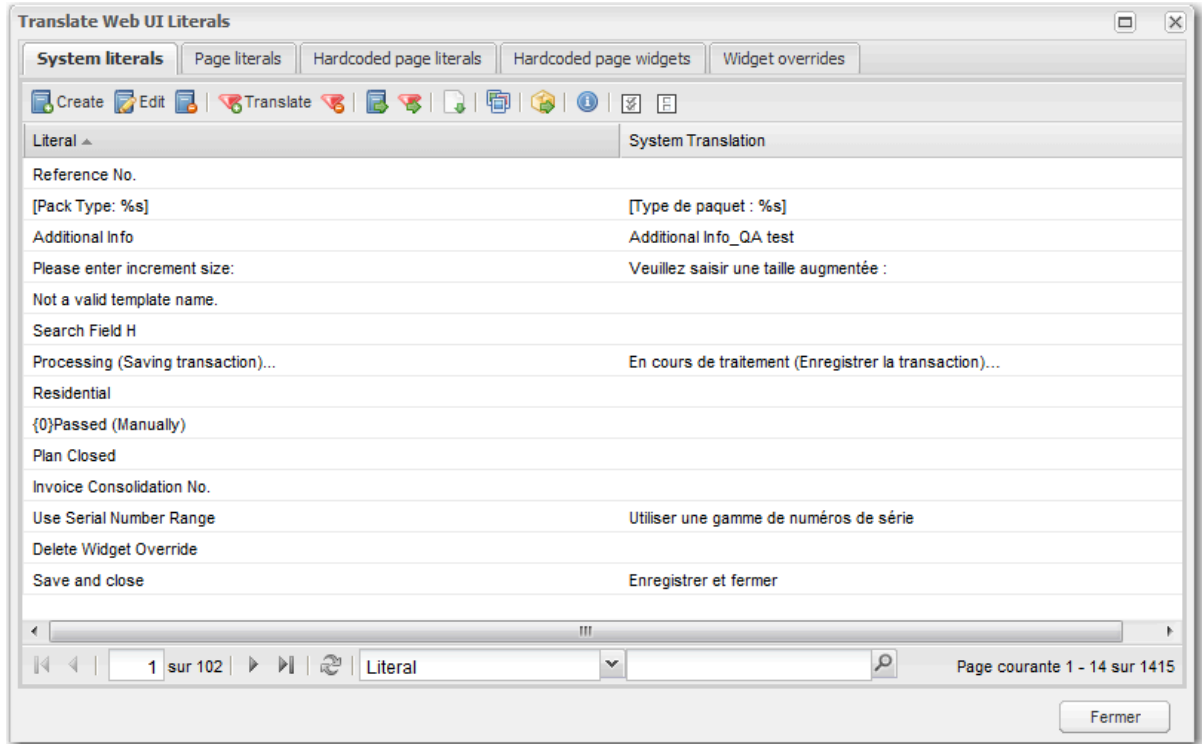 Translate Web UI Literals
System literals Page literals Hardcoded page literals Hardcoded page widgets Widget overrides
Create Edit Translate
Literal System Translation
Reference No.
[Pack Type: %s] [Type de paquet : %s]
Additional Info Additional Info_QA test
Please enter increment size: Veuillez saisir une taille augmentée :
Not a valid template name.
Search Field H
Processing (Saving transaction)... En cours de traitement (Enregistrer la transaction)...
Residential
{0}Passed (Manually)
Plan Closed
Invoice Consolidation No.
Use Serial Number Range Utiliser une gamme de numéros de série
Delete Widget Override
Save and close Enregistrer et fermer
1 sur 102 Literal Page courante 1 - 14 sur 1415
Fermer